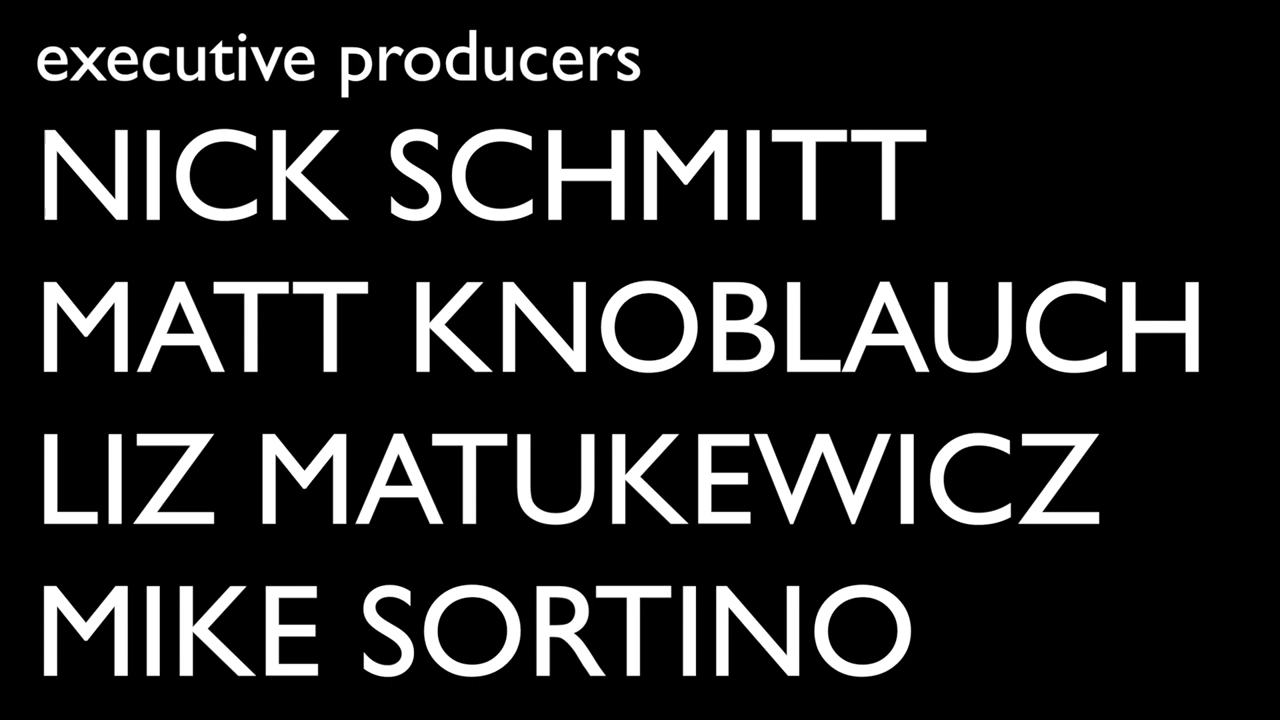 executive producers
NICK SCHMITT
MATT KNOBLAUCH
LIZ MATUKEWICZ
MIKE SORTINO